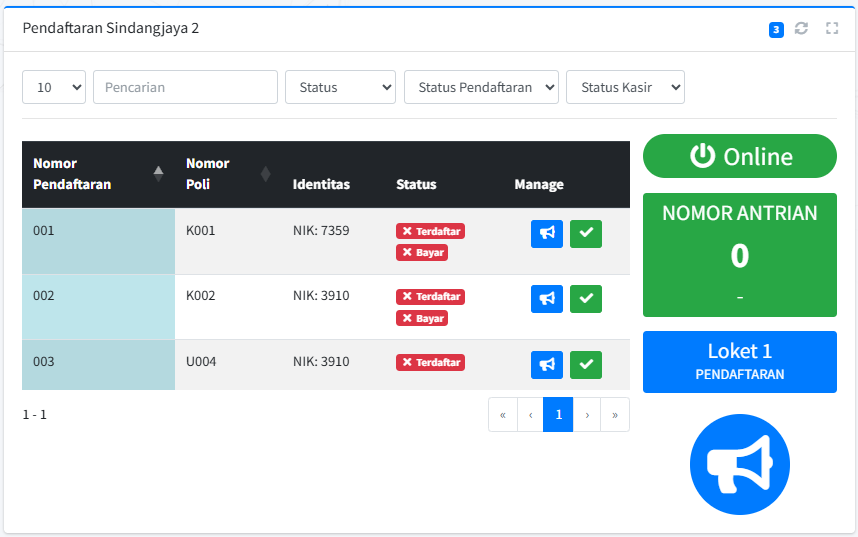 Pendaftaran Sindangjaya 2
3
10
Pencarian
Status
Status Pendaftaran
Status Kasir
Nomor Pendaftaran
Nomor Poli
Identitas
Status
Manage
001
K001
NIK: 7359
Terdaftar
Bayar
002
K002
NIK: 3910
Terdaftar
Bayar
003
U004
NIK: 3910
Terdaftar
1 - 1
« ‹ 1 › »
Online
NOMOR ANTRIAN
0
-
Loket 1
PENDAFTARAN